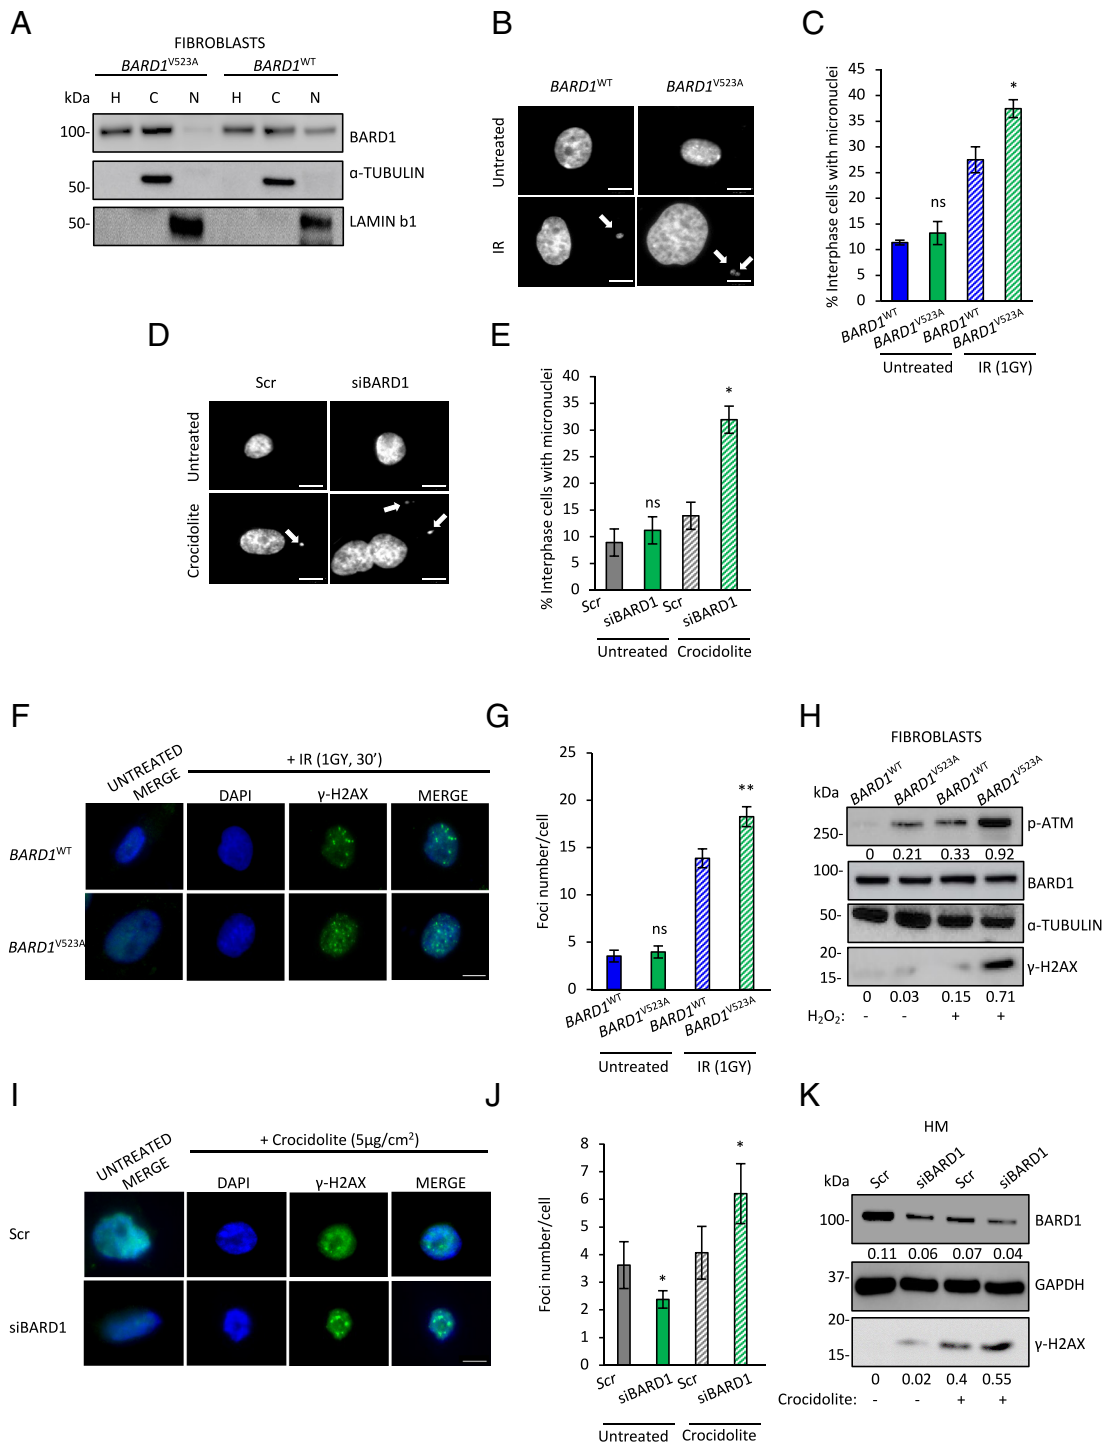 A
FIBROBLASTS
BARD1V523A BARD1WT
kDa H C N H C N
100- BARD1
50- α-TUBULIN
50- LAMIN b1
B
BARD1WT BARD1V523A
Untreated
IR
C
% Interphase cells with micronuclei
45
40
35
30
25
20
15
10
5
0
ns
*
BARD1WT BARD1V523A BARD1WT BARD1V523A
Untreated IR (1GY)
D
Scr siBARD1
Untreated
Crocidolite
E
% Interphase cells with micronuclei
40
35
30
25
20
15
10
5
0
ns
*
Scr siBARD1 Scr siBARD1
Untreated Crocidolite
F
UNTREATED
MERGE
+ IR (1GY, 30’)
DAPI γ-H2AX MERGE
BARD1WT
BARD1V523A
G
Foci number/cell
25
20
15
10
5
0
ns
**
BARD1WT BARD1V523A BARD1WT BARD1V523A
Untreated IR (1GY)
H
FIBROBLASTS
BARD1WT BARD1V523A BARD1WT BARD1V523A
kDa
250- p-ATM
0 0.21 0.33 0.92
100- BARD1
50- α-TUBULIN
20-
15- γ-H2AX
0 0.03 0.15 0.71
H2O2: - - + +
I
UNTREATED
MERGE
+ Crocidolite (5µg/cm2)
DAPI γ-H2AX MERGE
Scr
siBARD1
J
Foci number/cell
8
7
6
5
4
3
2
1
0
*
*
Scr siBARD1 Scr siBARD1
Untreated Crocidolite
K
HM
Scr siBARD1 Scr siBARD1
kDa
100- BARD1
0.11 0.06 0.07 0.04
37- GAPDH
20-
15- γ-H2AX
0 0.02 0.4 0.55
Crocidolite: - - + +